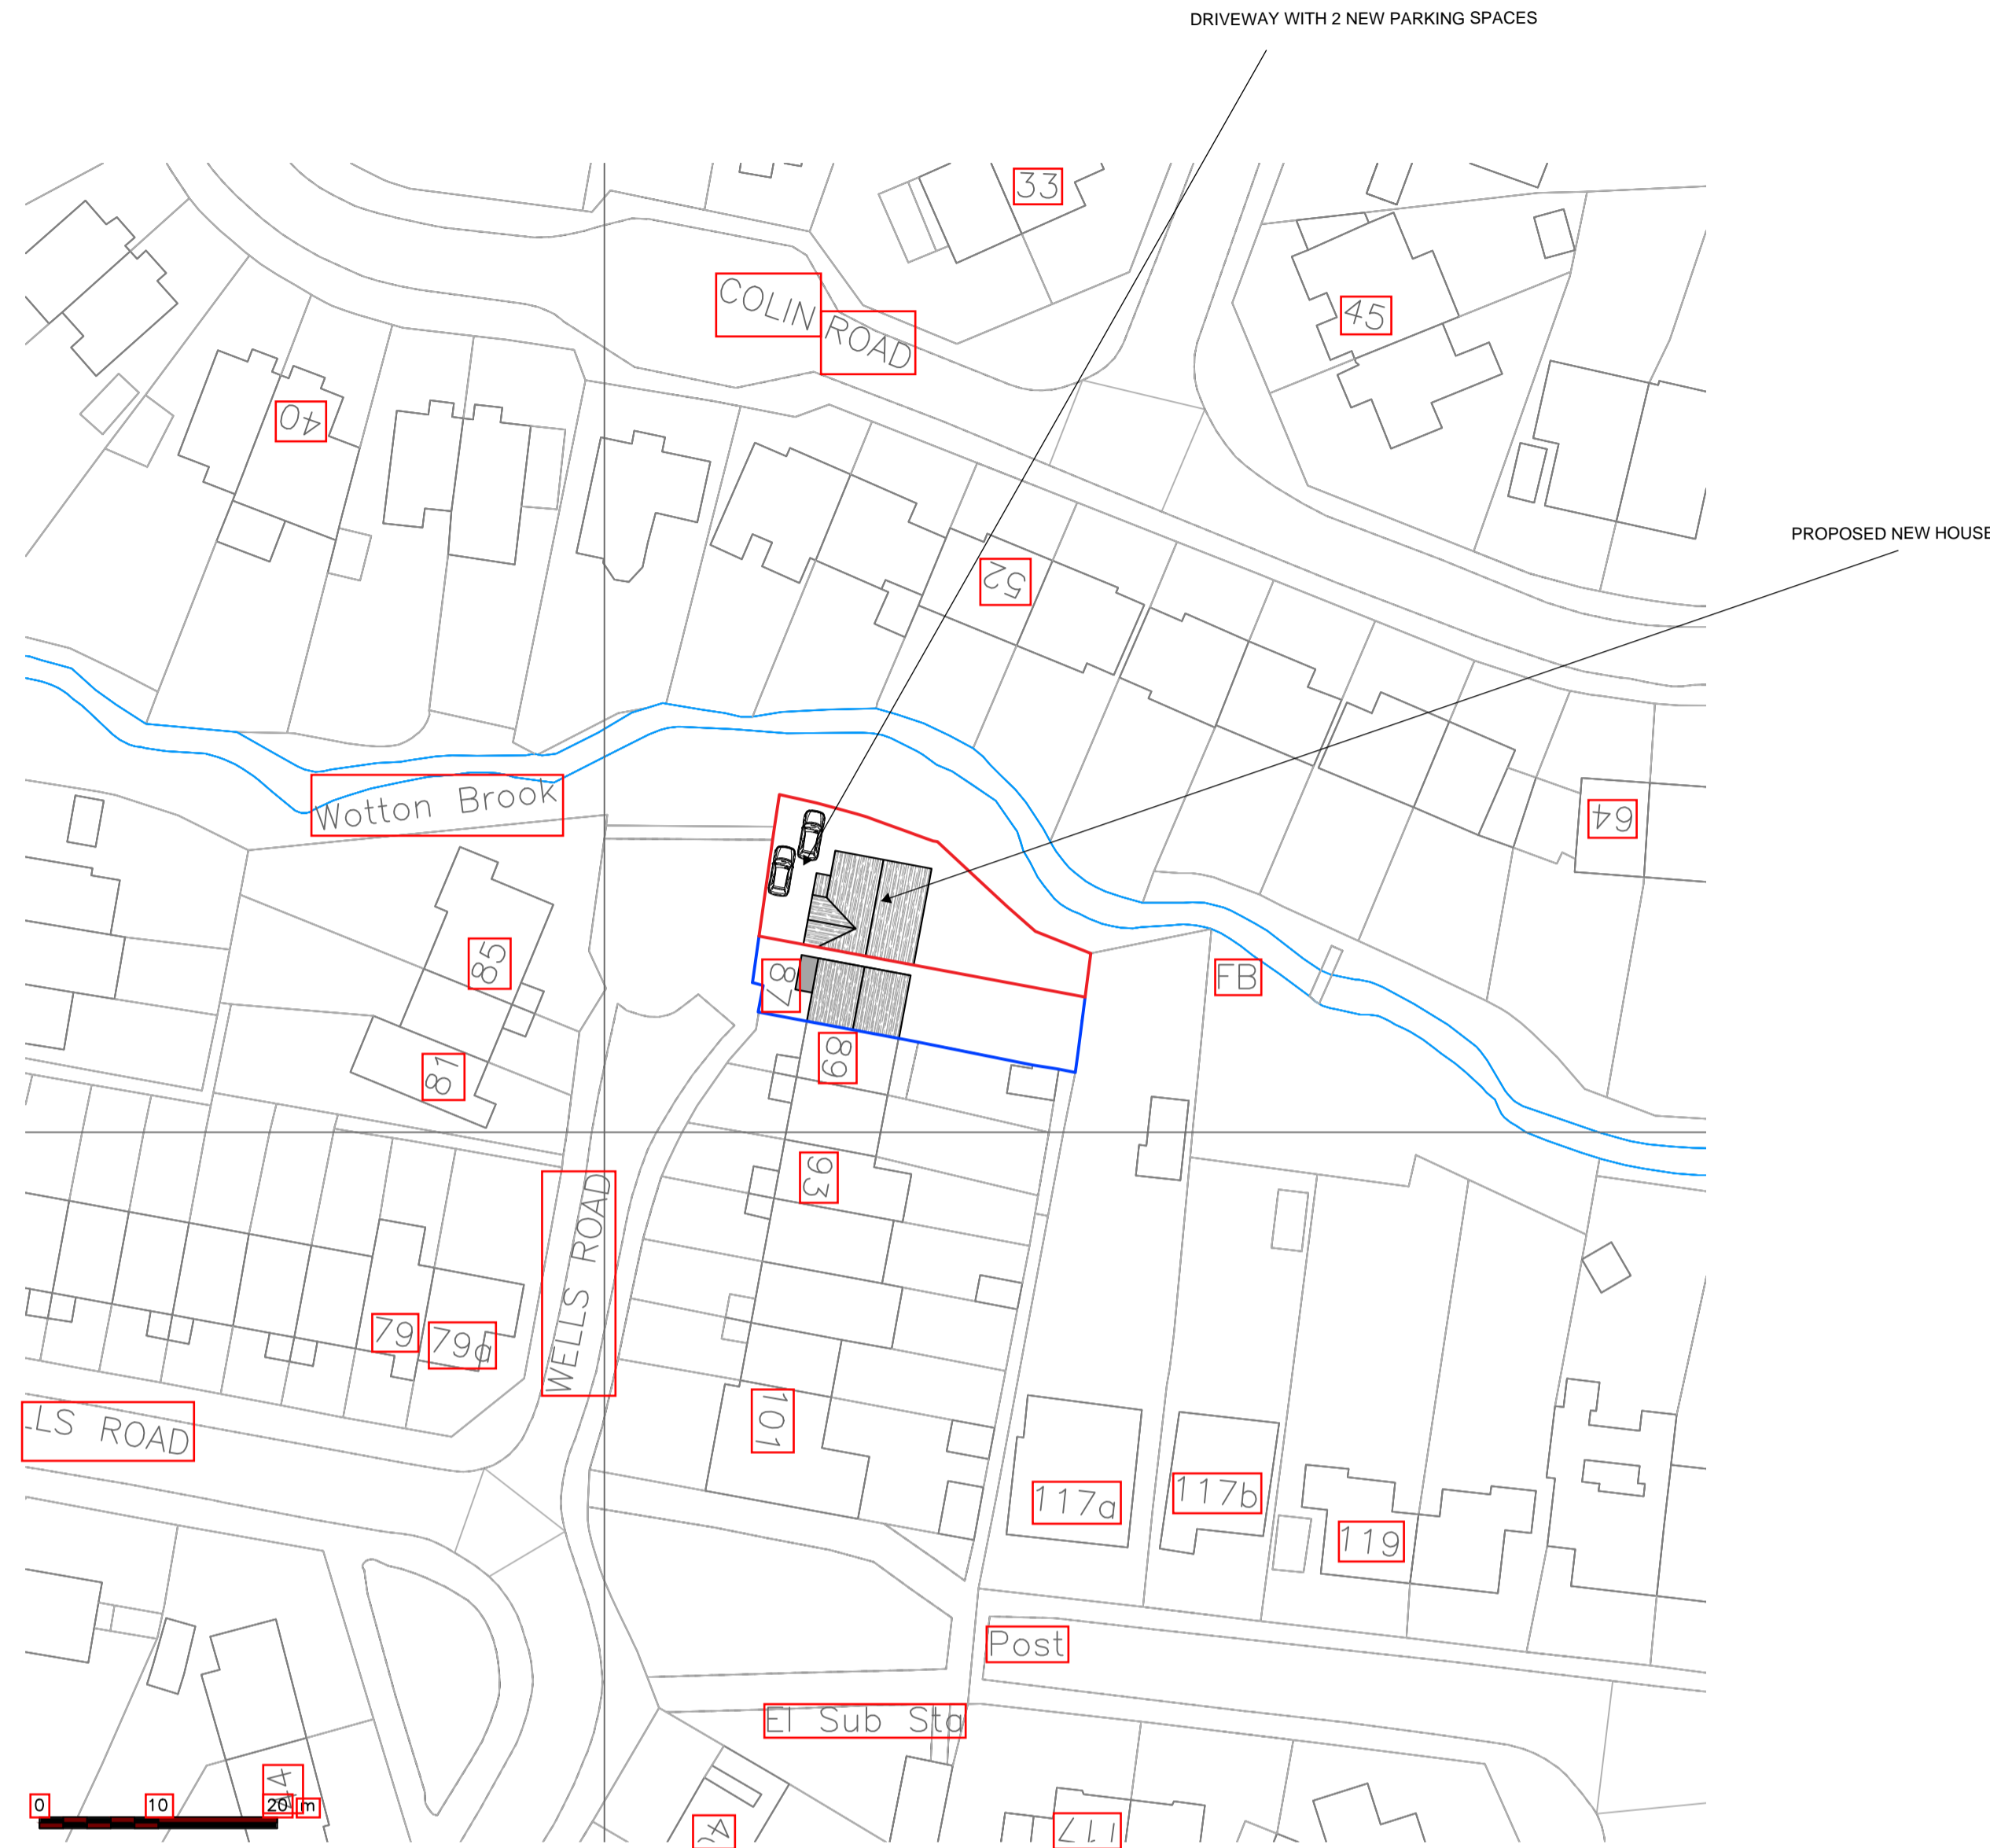 DRIVEWAY WITH 2 NEW PARKING SPACES
33
COLIN ROAD
45
40
PROPOSED NEW HOUSE
52
Wotton Brook
64
85
87
FB
89
81
93
WELLS ROAD
79
79a
LS ROAD
101
117a
117b
119
Post
El Sub Sta
0 10 20 m
117